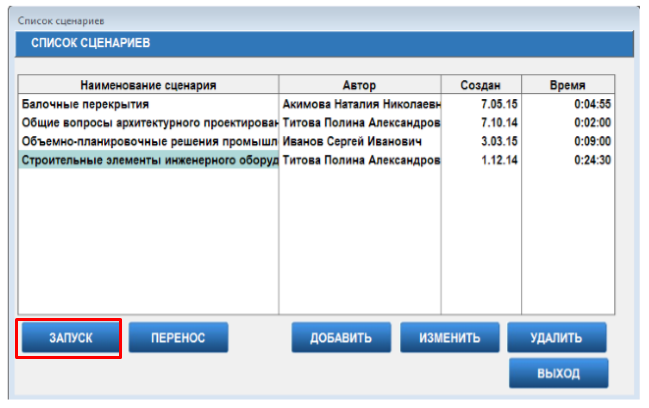 Список сценариев
СПИСОК СЦЕНАРИЕВ
Наименование сценария Автор Создан Время
Балочные перекрытия Акимова Наталия Николаевн 7.05.15 0:04:55
Общие вопросы архитектурного проектирован Титова Полина Александров 7.10.14 0:02:00
Объемно-планировочные решения промышл Иванов Сергей Иванович 3.03.15 0:09:00
Строительные элементы инженерного оборуд Титова Полина Александров 1.12.14 0:24:30
ЗАПУСК ПЕРЕНОС ДОБАВИТЬ ИЗМЕНИТЬ УДАЛИТЬ
ВЫХОД